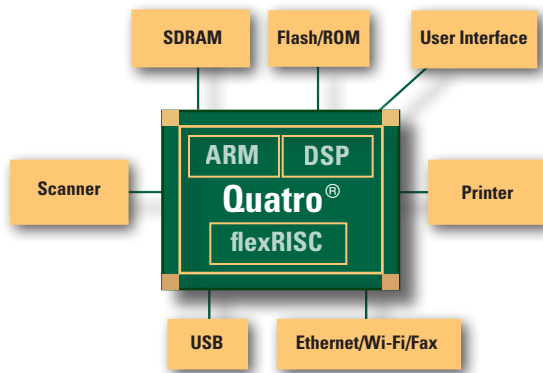 SDRAM
Flash/ROM
User Interface
ARM
DSP
Scanner
Quatro®
Printer
flexRISC
USB
Ethernet/Wi-Fi/Fax